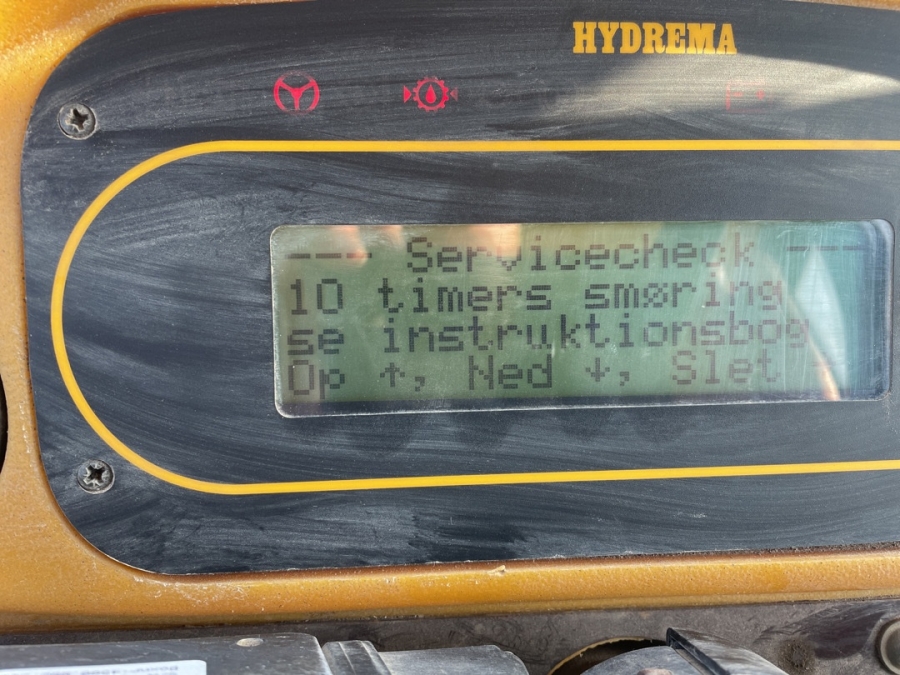 HYDREMA
--- Servicecheck ---
10 timers smøring
se instruktionsbog
Op ↑, Ned ↓, Slet